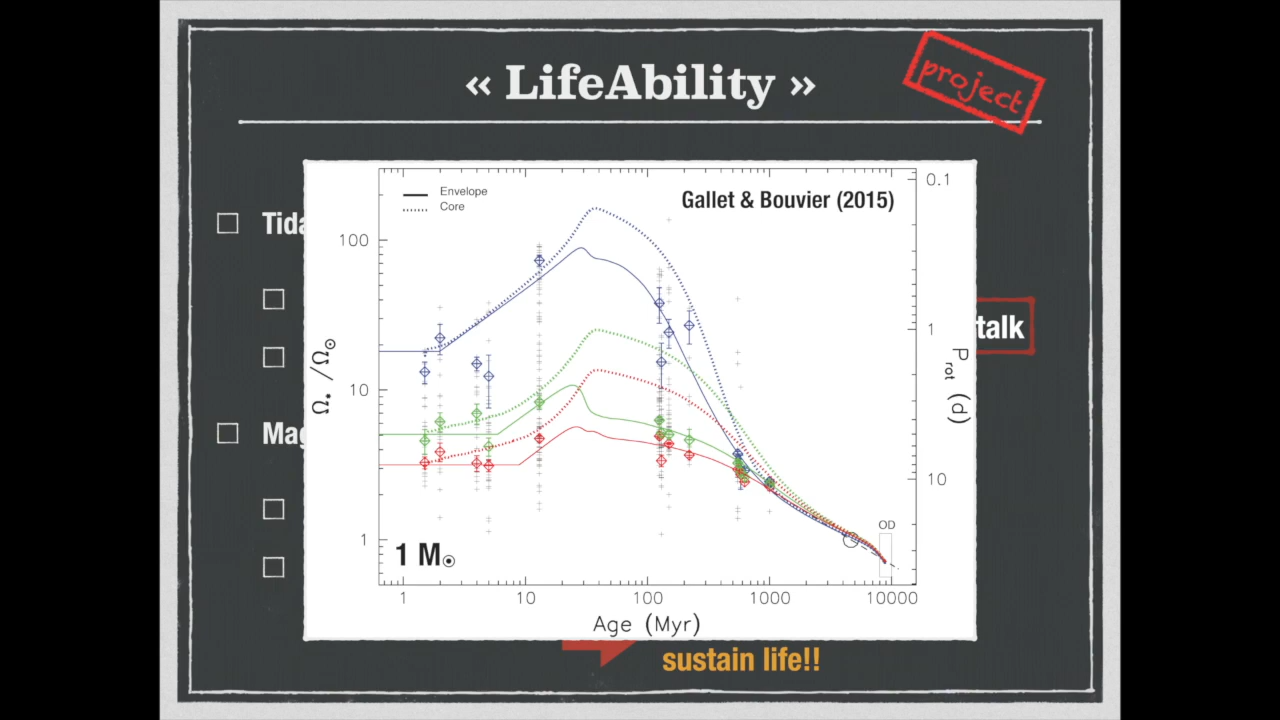 « LifeAbility »
project
Envelope
Core
Gallet & Bouvier (2015)
0.1
100
1
10
10
1
Ω⋆/Ω☉
P rot (d)
1 M☉
OD
1
10
100
1000
10000
Age (Myr)
Tida
Mag
talk
sustain life!!